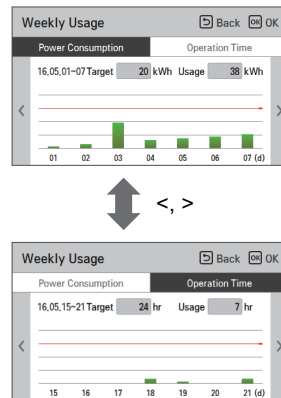 Weekly Usage Back OK OK
Power Consumption Operation Time
16,05,01~07 Target 20 kWh Usage 38 kWh
< >
01 02 03 04 05 06 07 (d)
<, >
Weekly Usage Back OK OK
Power Consumption Operation Time
16,05,15~21 Target 24 hr Usage 7 hr
< >
15 16 17 18 19 20 21 (d)